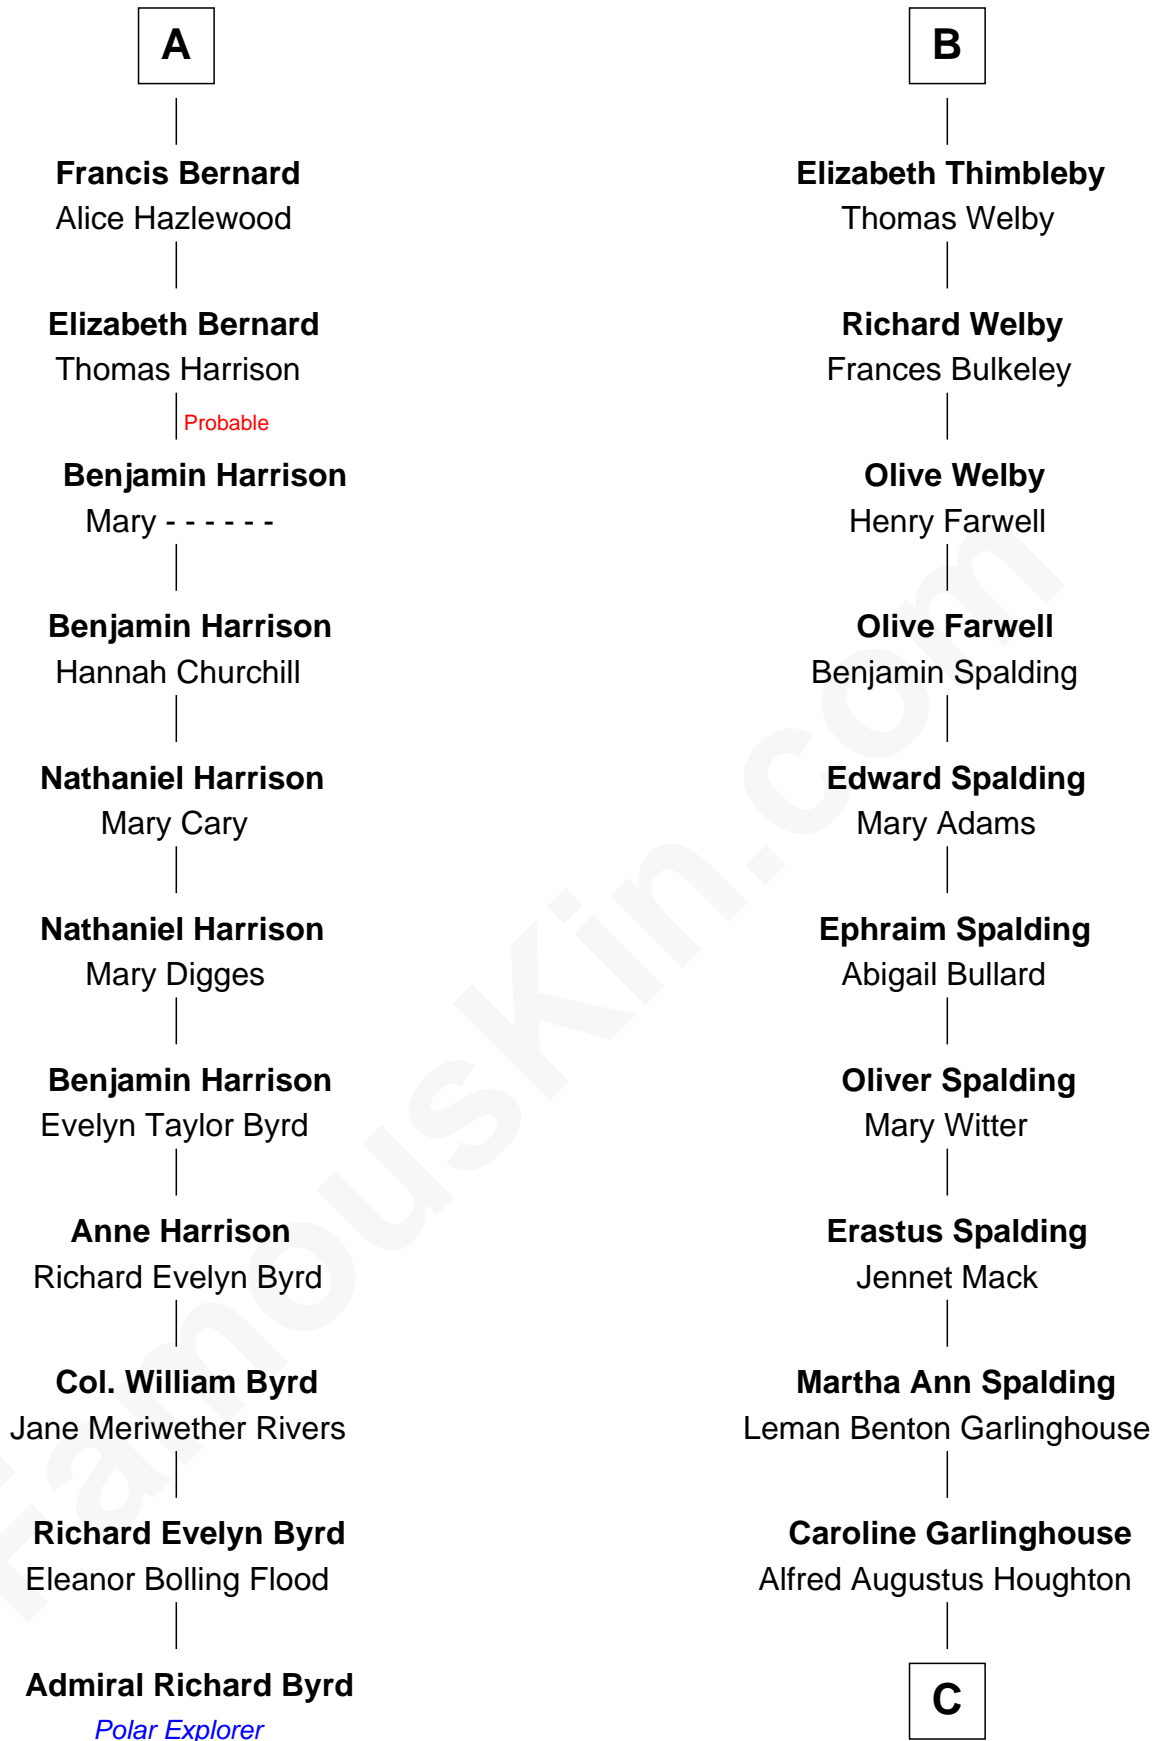 A
Francis Bernard
Alice Hazlewood
Elizabeth Bernard
Thomas Harrison
Probable
Benjamin Harrison
Mary - - - - - -
Benjamin Harrison
Hannah Churchill
Nathaniel Harrison
Mary Cary
Nathaniel Harrison
Mary Digges
Benjamin Harrison
Evelyn Taylor Byrd
Anne Harrison
Richard Evelyn Byrd
Col. William Byrd
Jane Meriwether Rivers
Richard Evelyn Byrd
Eleanor Bolling Flood
Admiral Richard Byrd
Polar Explorer
B
Elizabeth Thimbleby
Thomas Welby
Richard Welby
Frances Bulkeley
Olive Welby
Henry Farwell
Olive Farwell
Benjamin Spalding
Edward Spalding
Mary Adams
Ephraim Spalding
Abigail Bullard
Oliver Spalding
Mary Witter
Erastus Spalding
Jennet Mack
Martha Ann Spalding
Leman Benton Garlinghouse
Caroline Garlinghouse
Alfred Augustus Houghton
C
FamousKin.com